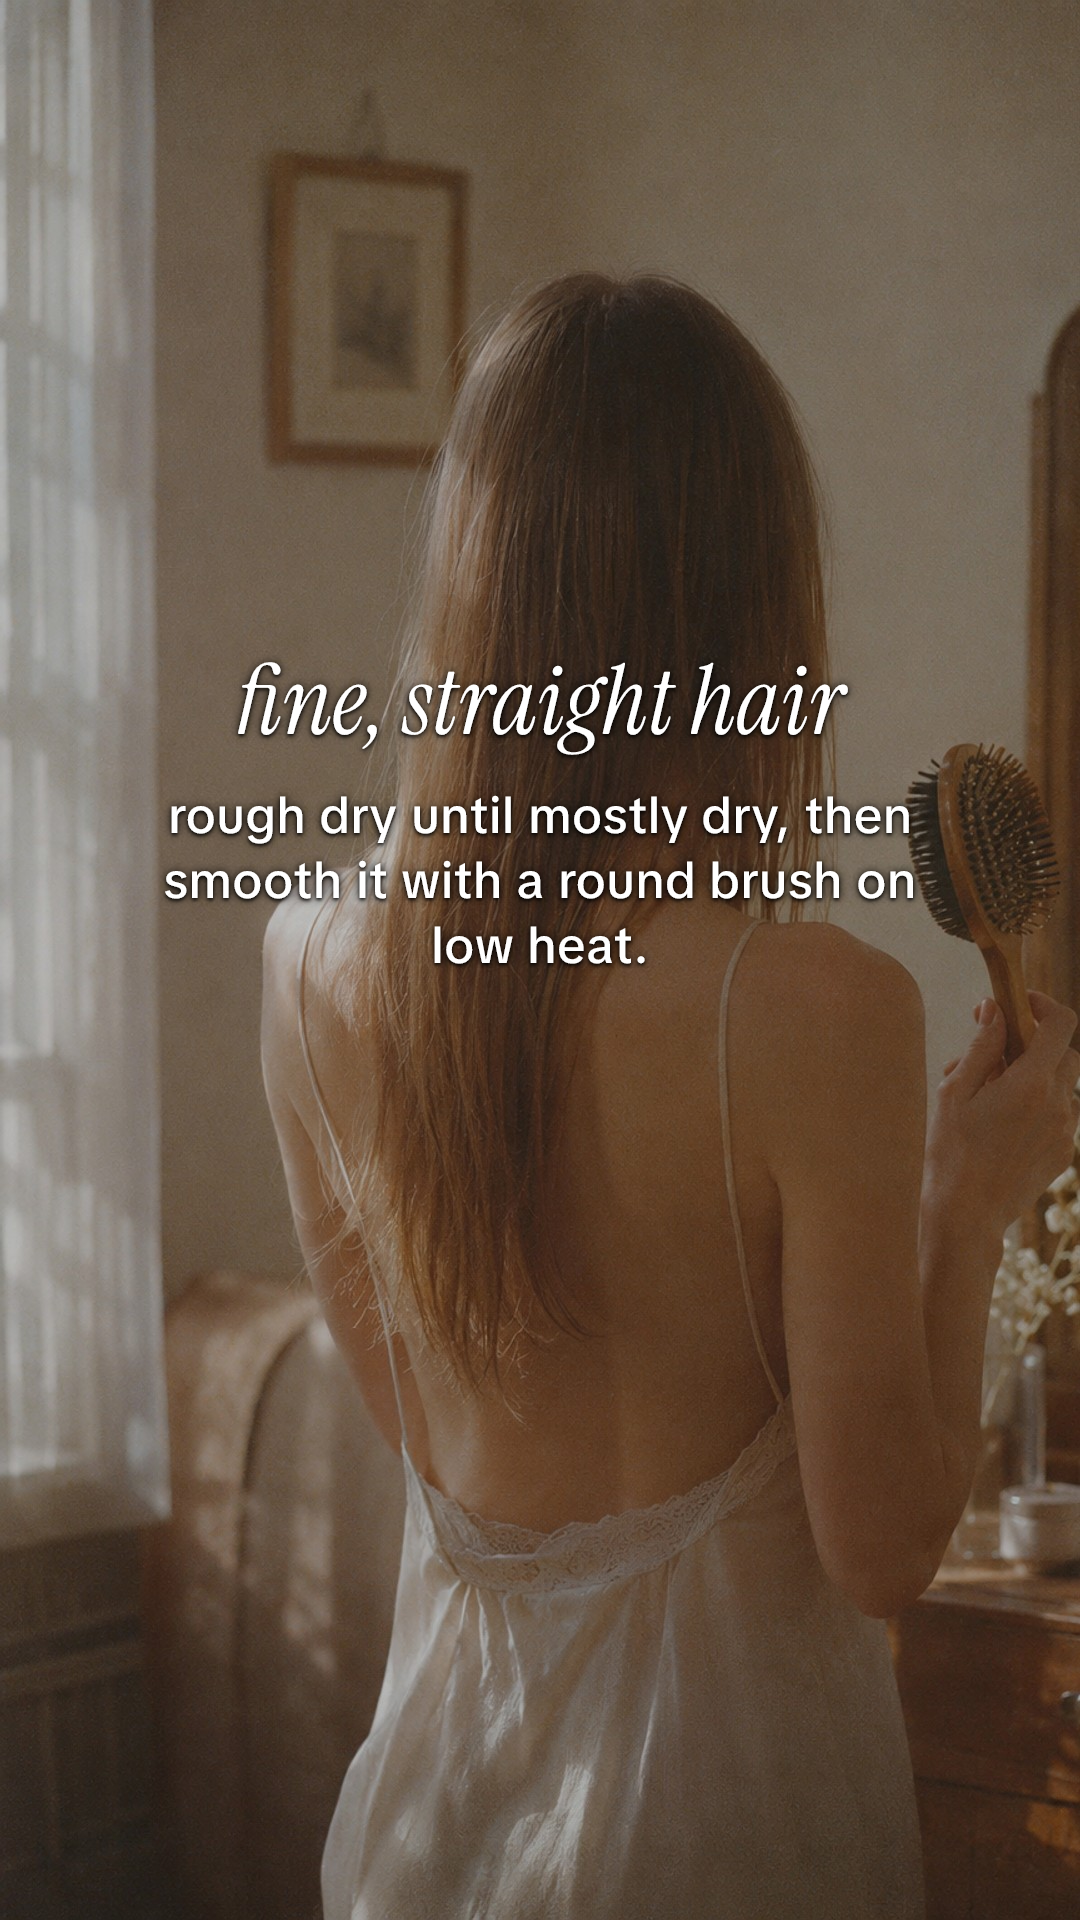 fine, straight hair
rough dry until mostly dry, then
smooth it with a round brush on
low heat.